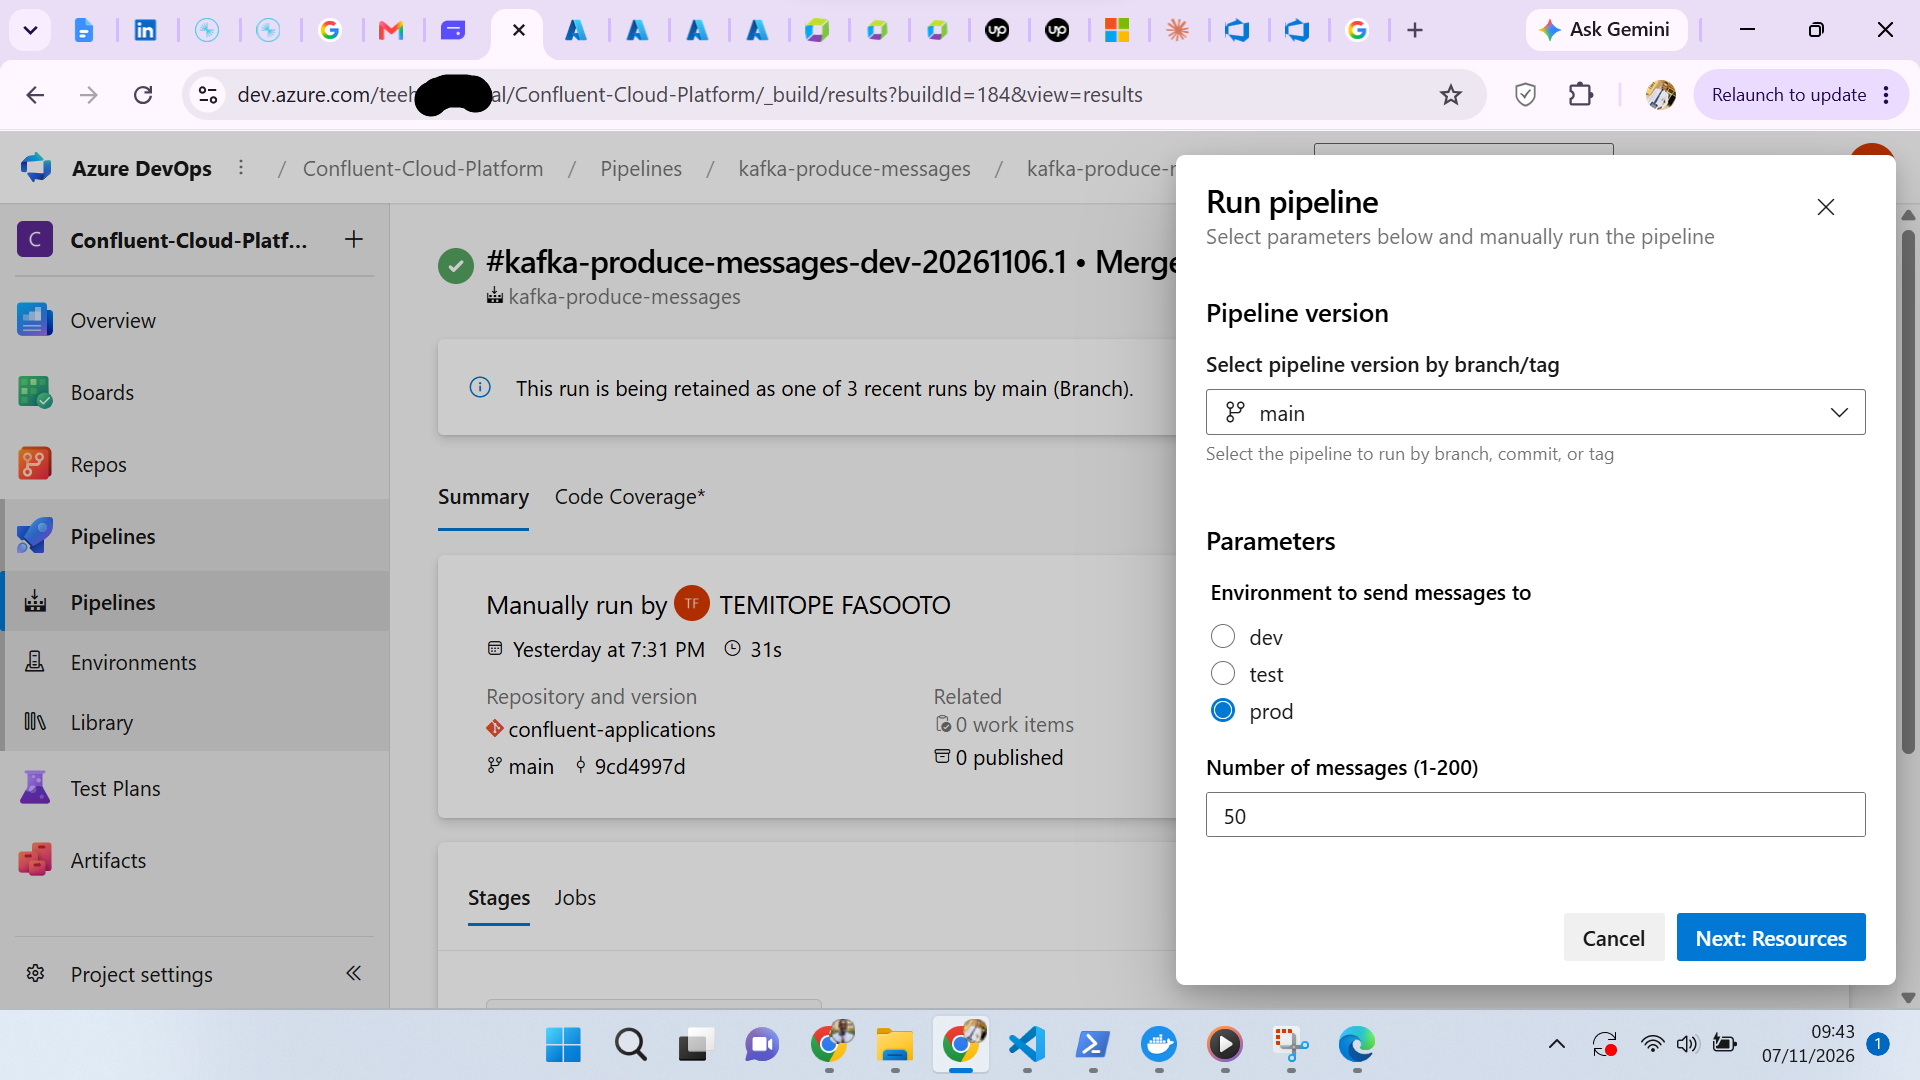 Ask Gemini
dev.azure.com/teeh al/Confluent-Cloud-Platform/_build/results?buildId=184&view=results
Relaunch to update
Azure DevOps / Confluent-Cloud-Platform / Pipelines / kafka-produce-messages / kafka-produce-
C Confluent-Cloud-Platf...
Overview
Boards
Repos
Pipelines
Pipelines
Environments
Library
Test Plans
Artifacts
Project settings
#kafka-produce-messages-dev-20261106.1 • Merge
kafka-produce-messages
This run is being retained as one of 3 recent runs by main (Branch).
Summary Code Coverage*
Manually run by TF TEMITOPE FASOOTO
Yesterday at 7:31 PM 31s
Repository and version
confluent-applications
main 9cd4997d
Related
0 work items
0 published
Stages Jobs
Run pipeline
Select parameters below and manually run the pipeline
Pipeline version
Select pipeline version by branch/tag
main
Select the pipeline to run by branch, commit, or tag
Parameters
Environment to send messages to
dev
test
prod
Number of messages (1-200)
50
Cancel Next: Resources
09:43
07/11/2026
1